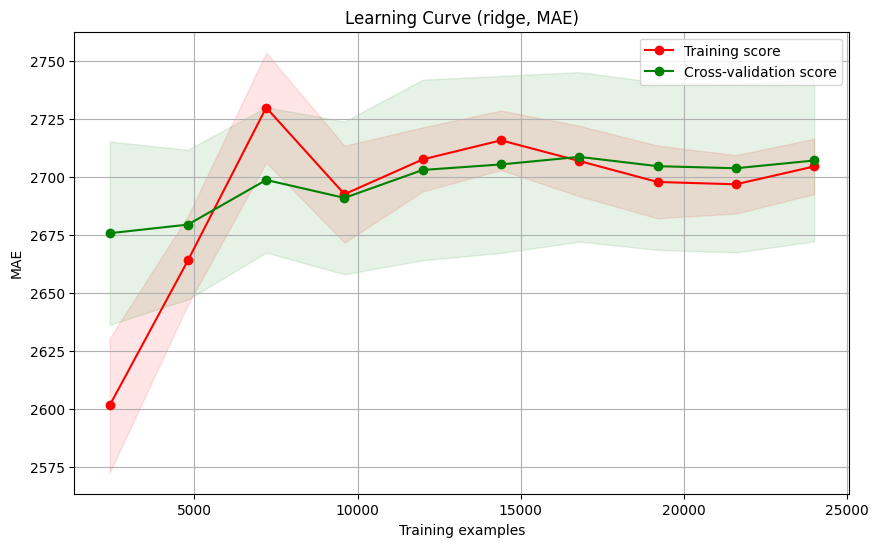 Learning Curve (ridge, MAE)
Training score
Cross-validation score
2750
2725
2700
2675
2650
2625
2600
2575
MAE
5000
10000
15000
20000
25000
Training examples